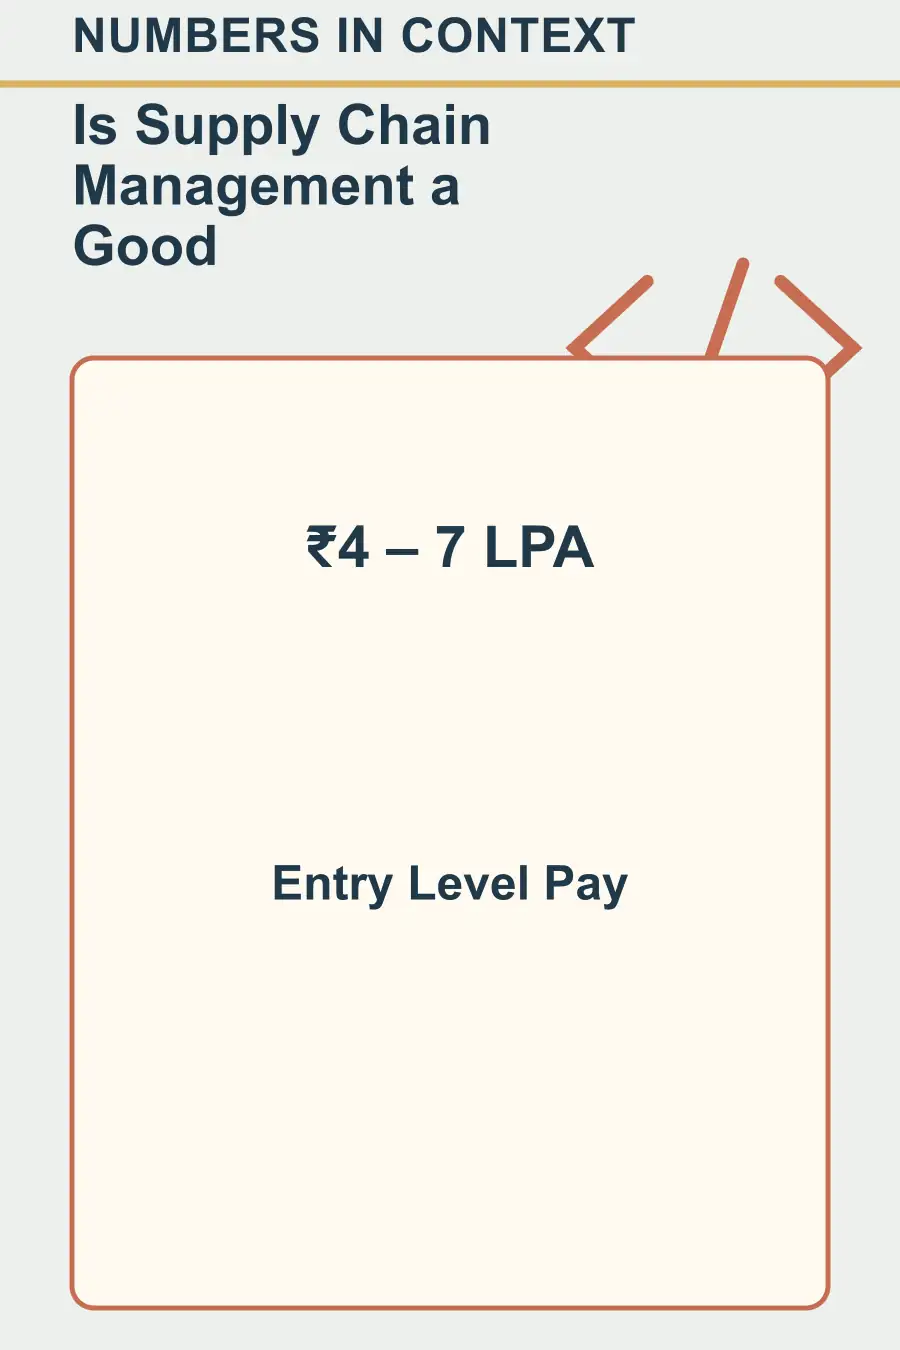 NUMBERS IN CONTEXT
Is Supply Chain
Management a
Good
₹4 – 7 LPA
Entry Level Pay